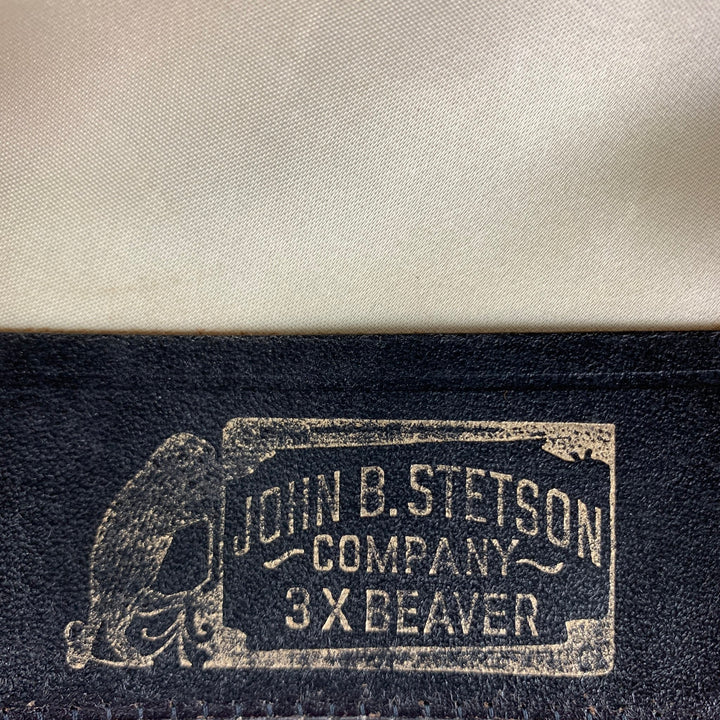 JOHN B. STETSON
COMPANY
3X BEAVER